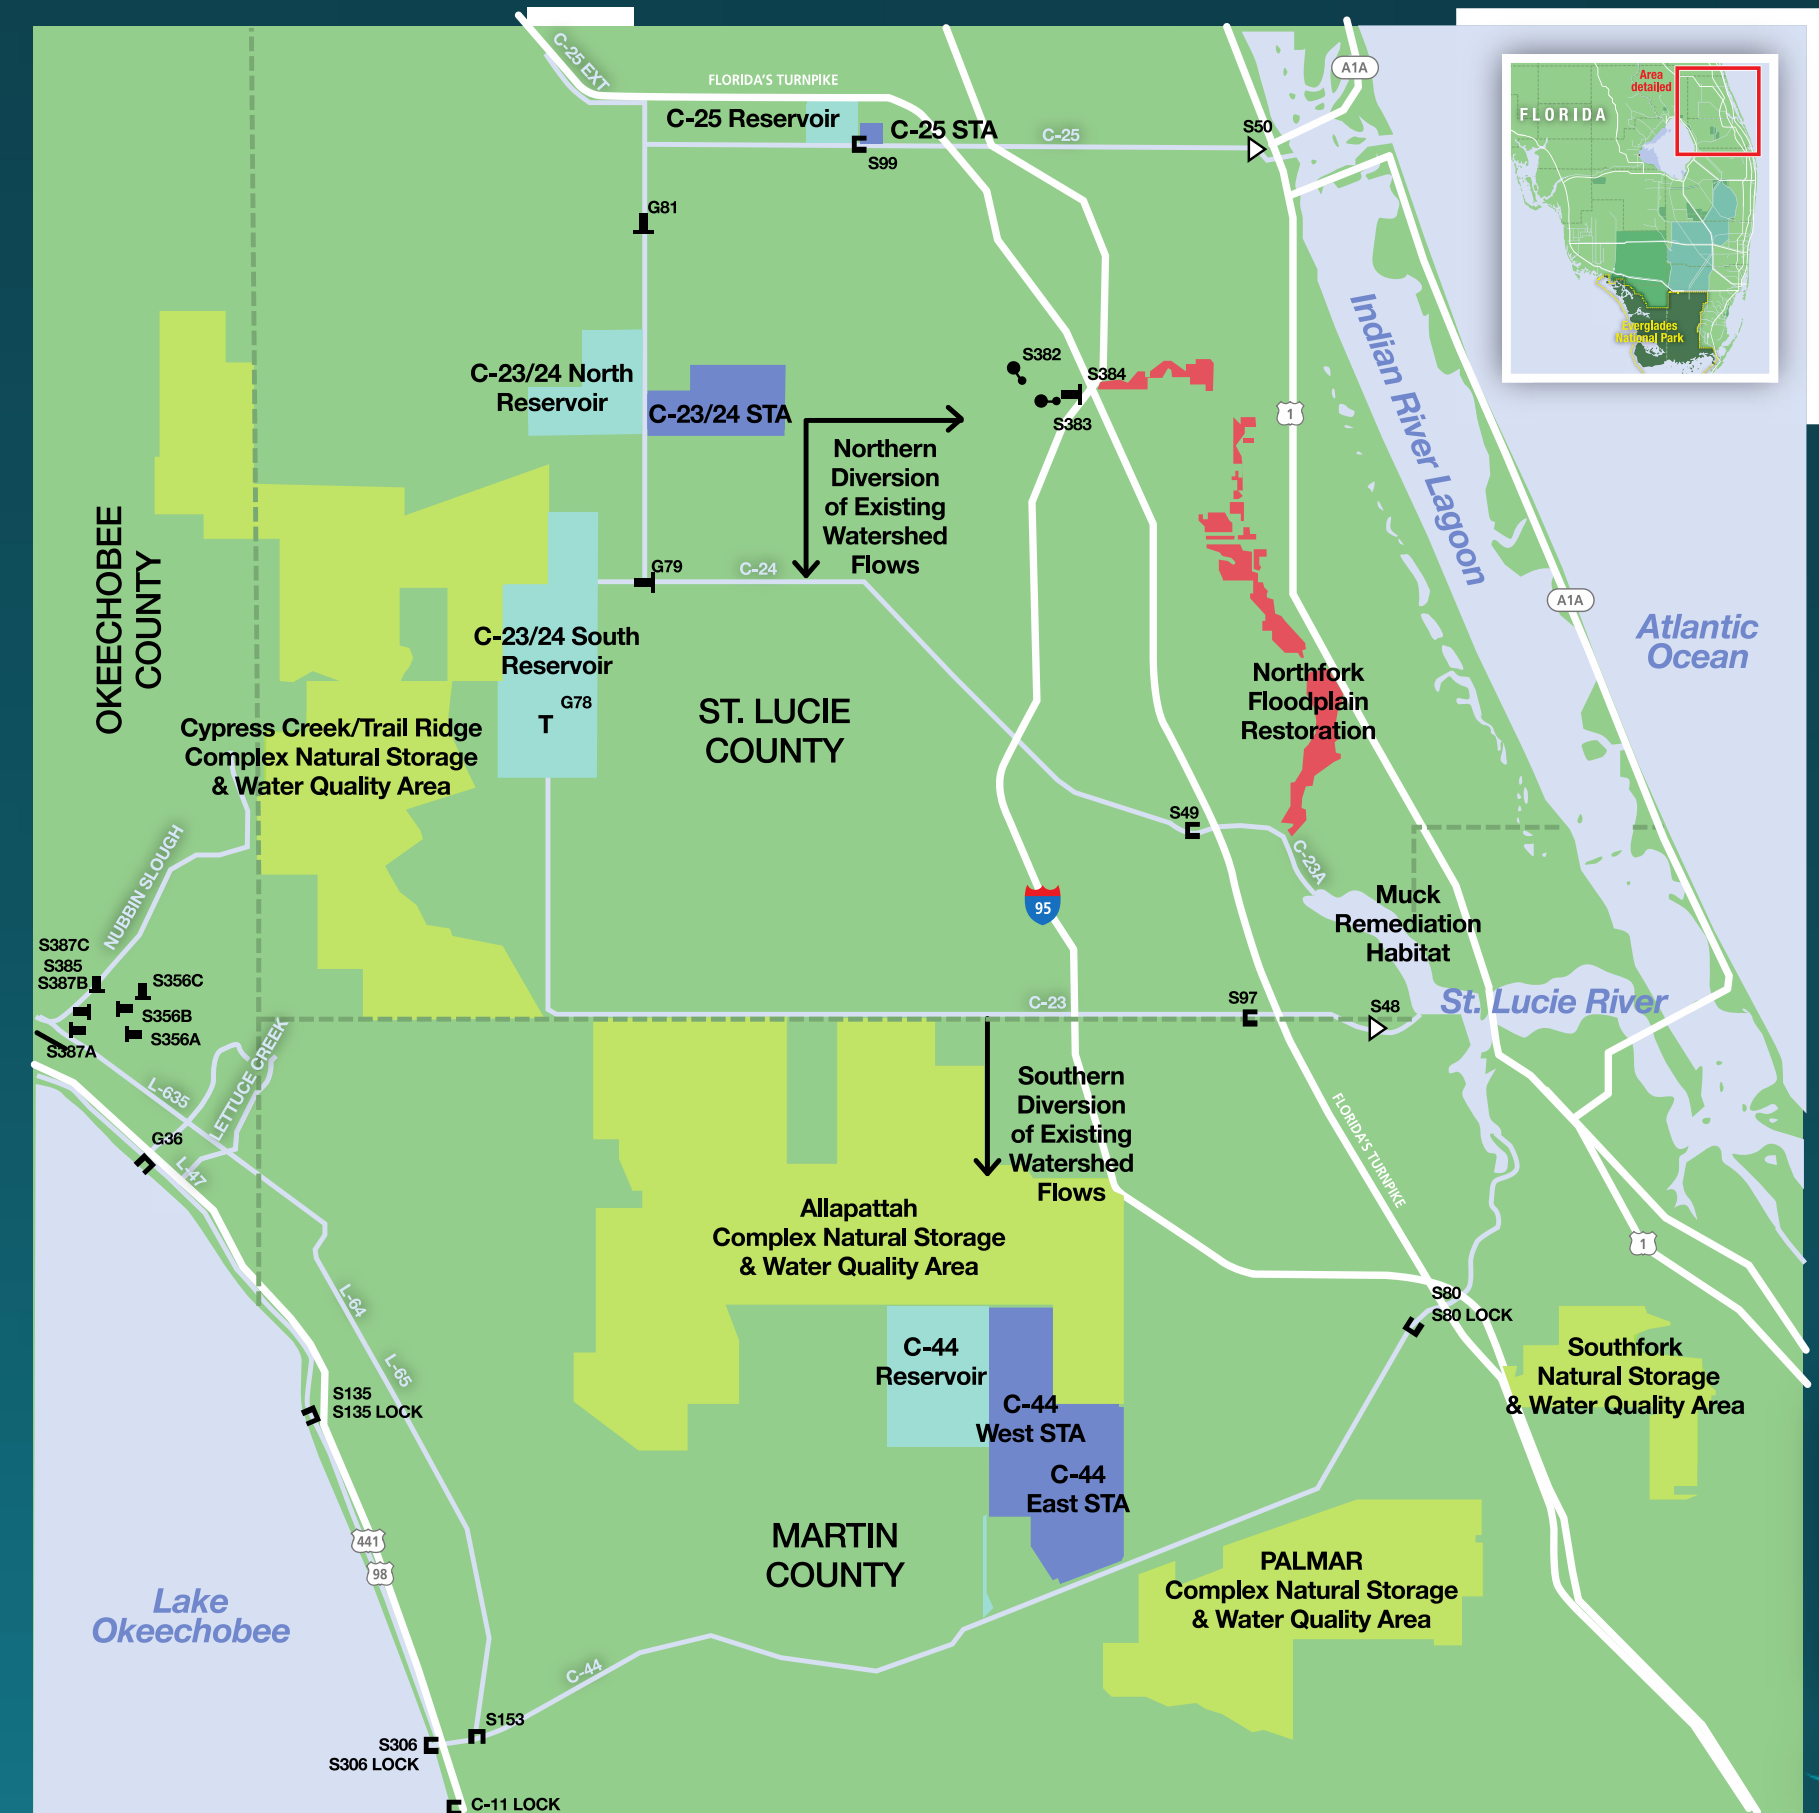 C-25 EXT
FLORIDA'S TURNPIKE
A1A
C-25 Reservoir
C-25 STA
C-25
S50
S99
Area
detailed
FLORIDA
Everglades
National Park
G81
S382
S384
S383
C-23/24 North
Reservoir
C-23/24 STA
Northern
Diversion
of Existing
Watershed
Flows
1
Indian River Lagoon
OKEECHOBEE
COUNTY
G79
C-24
A1A
Atlantic
Ocean
C-23/24 South
Reservoir
G78
T
ST. LUCIE
COUNTY
Northfork
Floodplain
Restoration
Cypress Creek/Trail Ridge
Complex Natural Storage
& Water Quality Area
S49
C-23A
NUBBIN SLOUGH
95
Muck
Remediation
Habitat
S387C
S385
S387B
S356C
S356B
S356A
S387A
C-23
S97
S48
St. Lucie River
L-635
LETTUCE CREEK
G36
L-47
Southern
Diversion
of Existing
Watershed
Flows
FLORIDA'S TURNPIKE
Allapattah
Complex Natural Storage
& Water Quality Area
1
L-64
S80
S80 LOCK
C-44
Reservoir
Southfork
Natural Storage
& Water Quality Area
L-65
S135
S135 LOCK
C-44
West STA
C-44
East STA
441
98
MARTIN
COUNTY
PALMAR
Complex Natural Storage
& Water Quality Area
Lake
Okeechobee
C-44
S153
S306
S306 LOCK
C-11 LOCK